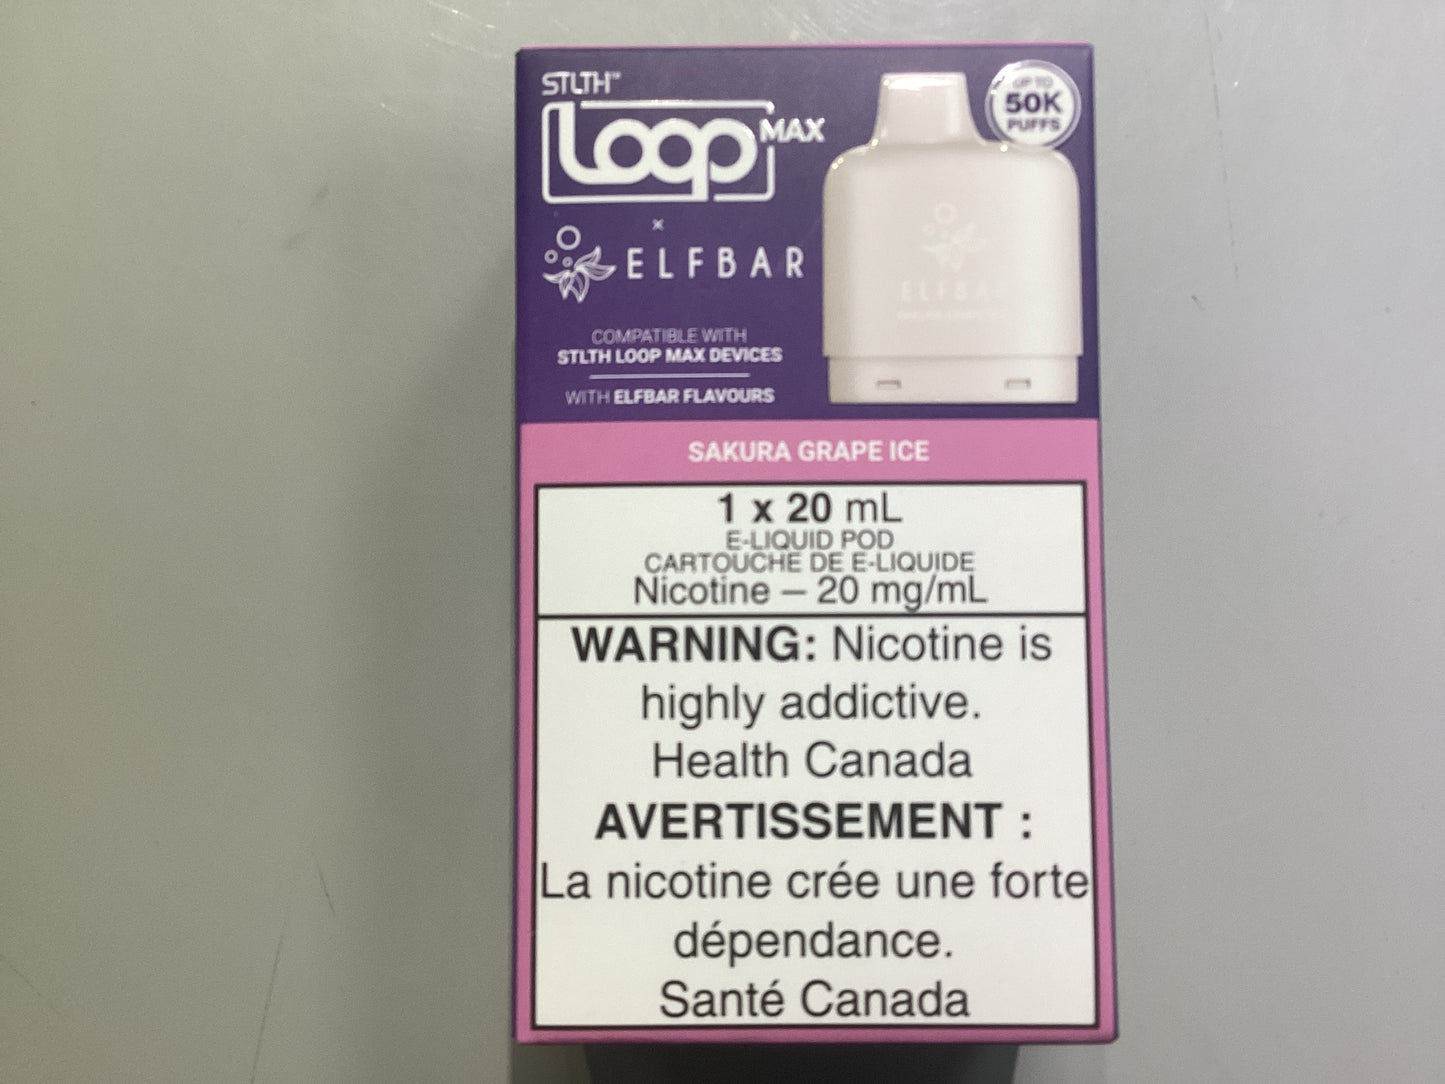 STLTH™
Loop MAX
UP TO
50K
PUFFS
x
ELFBAR
COMPATIBLE WITH
STLTH LOOP MAX DEVICES
WITH ELFBAR FLAVOURS
ELFBAR
SAKURA GRAPE ICE
1 x 20 mL
E-LIQUID POD
CARTOUCHE DE E-LIQUIDE
Nicotine – 20 mg/mL
WARNING: Nicotine is
highly addictive.
Health Canada
AVERTISSEMENT :
La nicotine crée une forte
dépendance.
Santé Canada